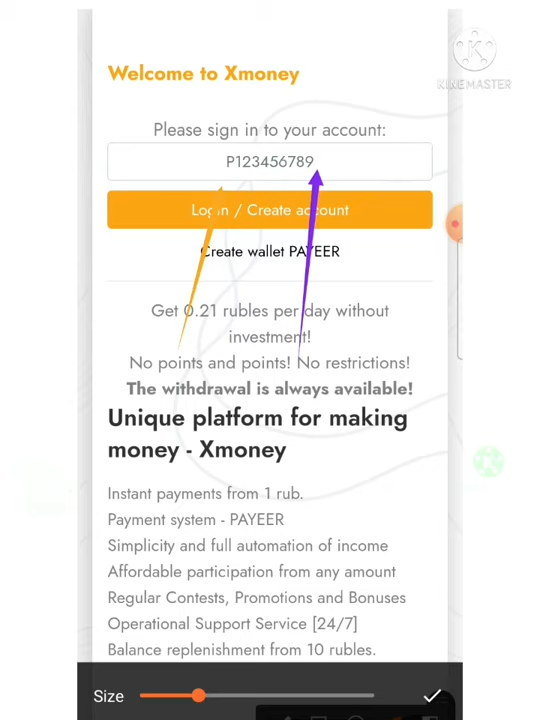 Welcome to Xmoney
KINEMASTER
Please sign in to your account:
P123456789
Login / Create account
Create wallet PAYEER
Get 0.21 rubles per day without
investment!
No points and points! No restrictions!
The withdrawal is always available!
Unique platform for making
money - Xmoney
Instant payments from 1 rub.
Payment system - PAYEER
Simplicity and full automation of income
Affordable participation from any amount
Regular Contests, Promotions and Bonuses
Operational Support Service [24/7]
Balance replenishment from 10 rubles.
Size